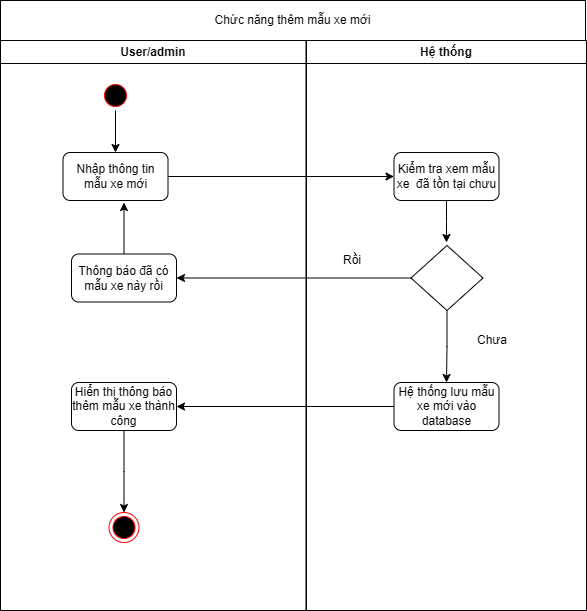 Chức năng thêm mẫu xe mới
User/admin
Hệ thống
Nhập thông tin
mẫu xe mới
Kiểm tra xem mẫu
xe đã tồn tại chưu
Rồi
Thông báo đã có
mẫu xe này rồi
Chưa
Hiển thị thông báo
thêm mẫu xe thành
công
Hệ thống lưu mẫu
xe mới vào
database